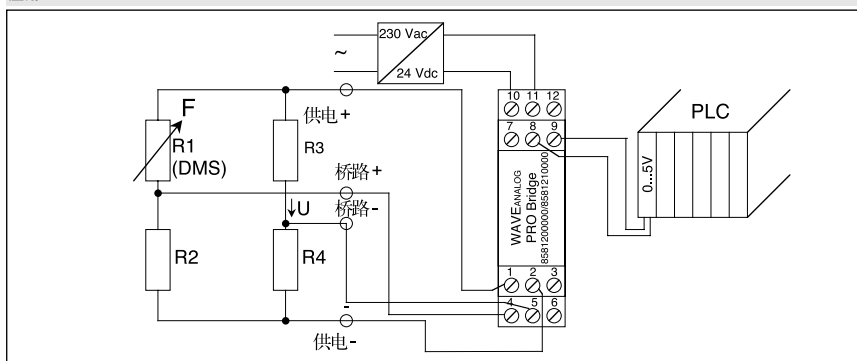 230 Vac
~
24 Vdc
10 11 12
7 8 9
PLC
0...5V
F
供电+
R1
(DMS)
R3
桥路+
U
桥路-
R2
R4
WAVEANALOG
PRO Bridge
8581200000/8581210000
1 2 3
4 5 6
-
供电-